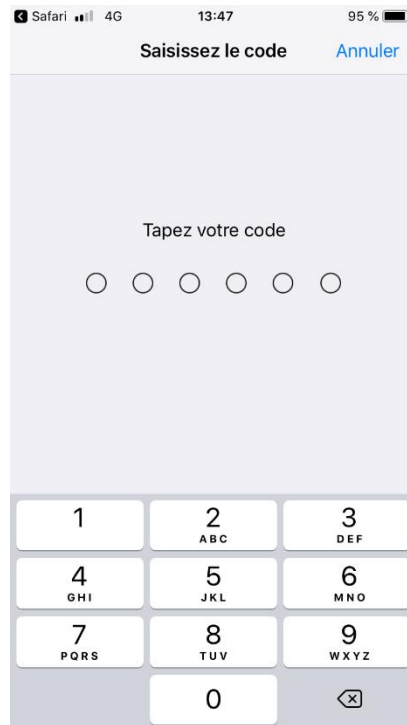 Safari 4G 13:47 95 %
Saisissez le code Annuler
Tapez votre code
1 2 3
ABC DEF
4 5 6
GHI JKL MNO
7 8 9
PQRS TUV WXYZ
0